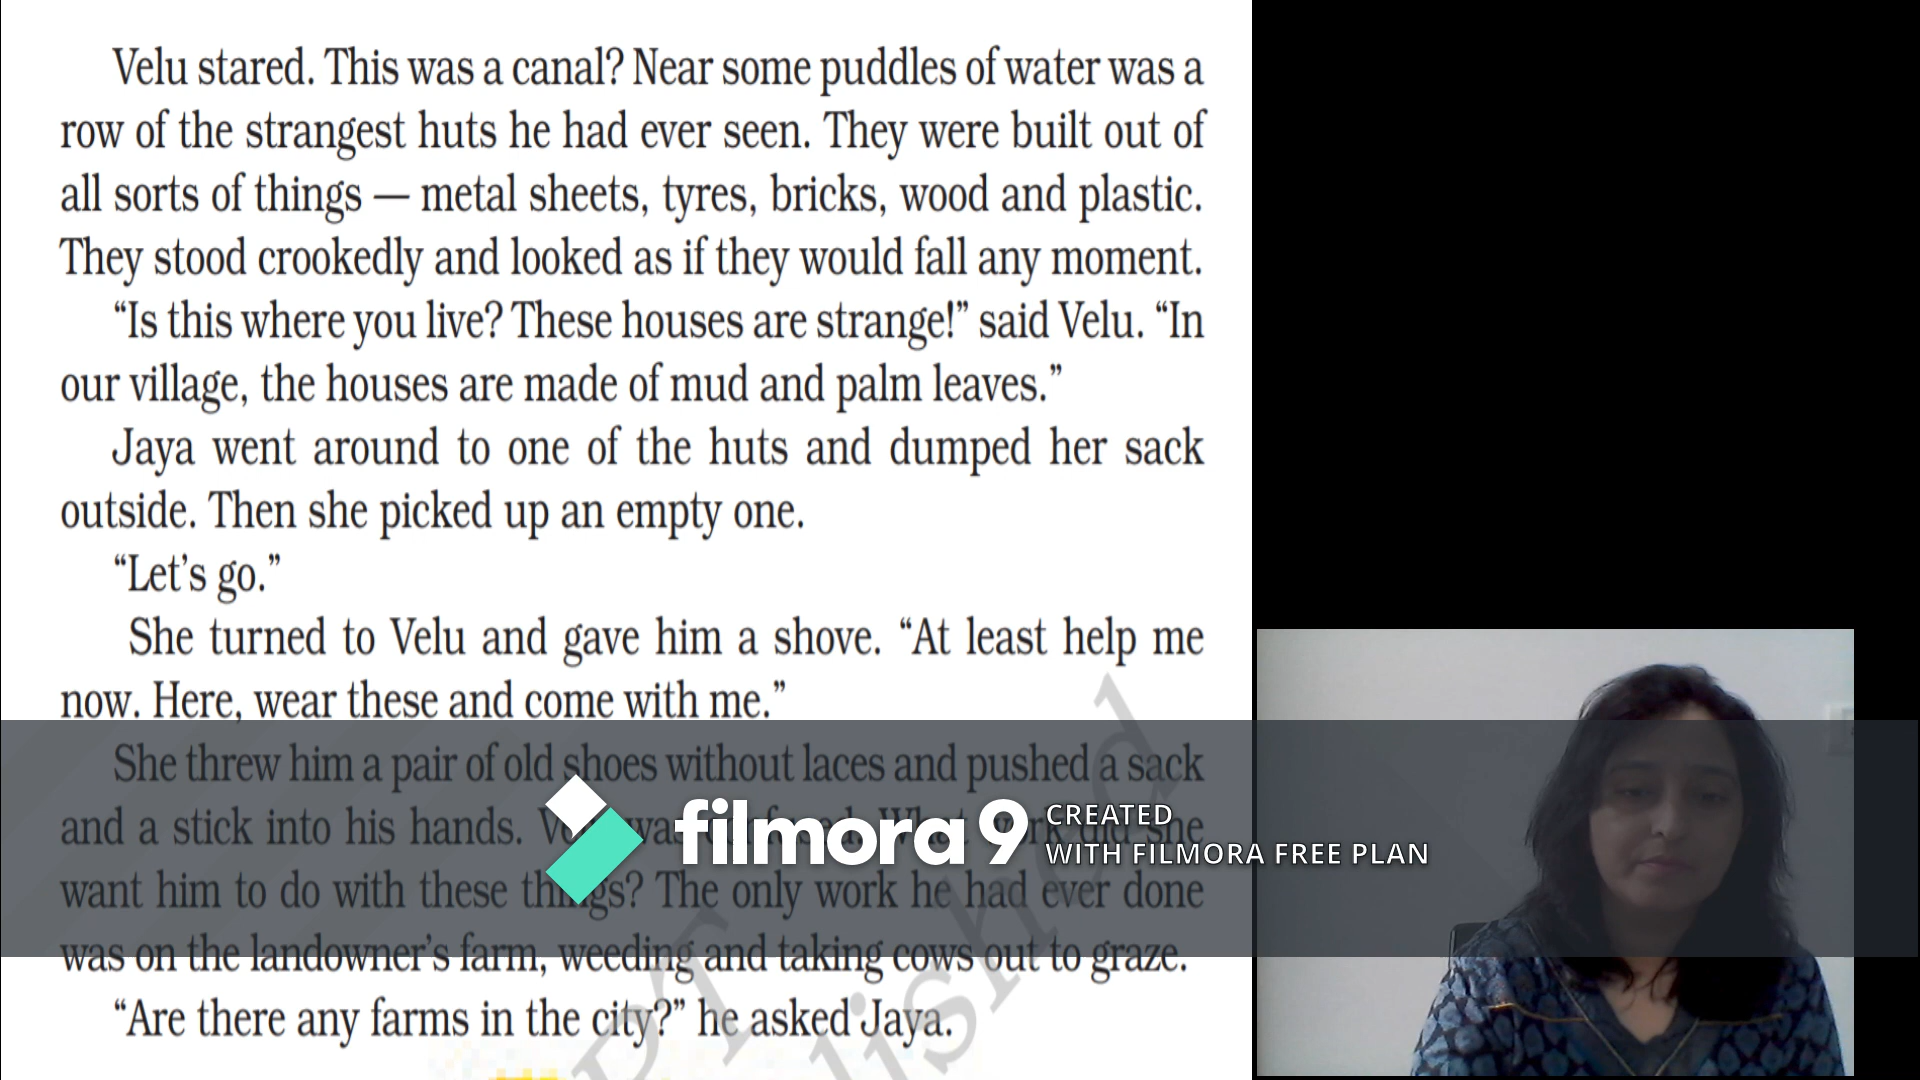 Velu stared. This was a canal? Near some puddles of water was a
row of the strangest huts he had ever seen. They were built out of
all sorts of things — metal sheets, tyres, bricks, wood and plastic.
They stood crookedly and looked as if they would fall any moment.
“Is this where you live? These houses are strange!” said Velu. “In
our village, the houses are made of mud and palm leaves.”
Jaya went around to one of the huts and dumped her sack
outside. Then she picked up an empty one.
“Let’s go.”
She turned to Velu and gave him a shove. “At least help me
now. Here, wear these and come with me.”
She threw him a pair of old shoes without laces and pushed a sack
and a stick into his hands. was did she
want him to do with these things? The only work he had ever done
was on the landowner’s farm, weeding and taking cows out to graze.
“Are there any farms in the city?” he asked Jaya.
filmora 9
CREATED
WITH FILMORA FREE PLAN